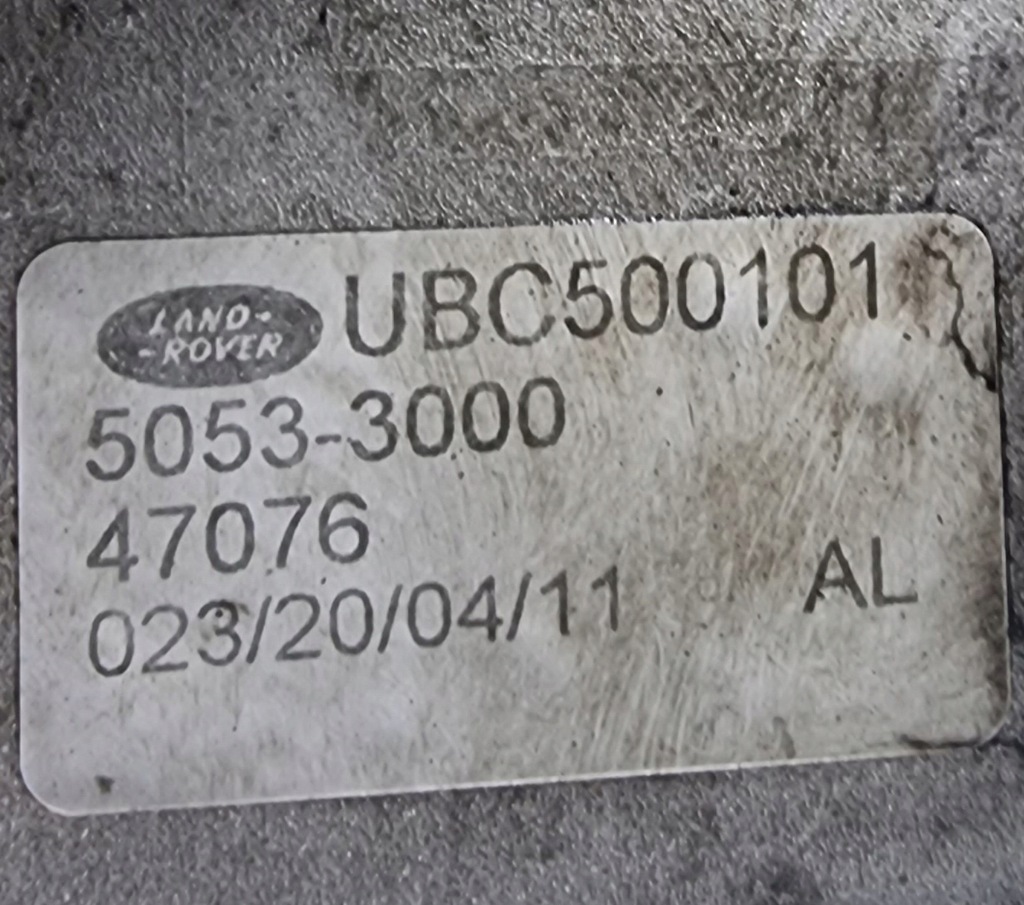 LAND-
-ROVER
UBC500101
5053-3000
47076
023/20/04/11
AL